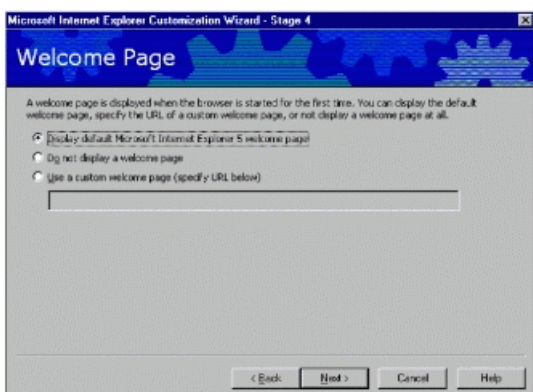 Microsoft Internet Explorer Customization Wizard - Stage 4
Welcome Page
A welcome page is displayed when the browser is started for the first time. You can display the default
welcome page, specify the URL of a custom welcome page, or not display a welcome page at all.
Display default Microsoft Internet Explorer 5 welcome page
Do not display a welcome page
Use a custom welcome page (specify URL below)
< Back Next > Cancel Help